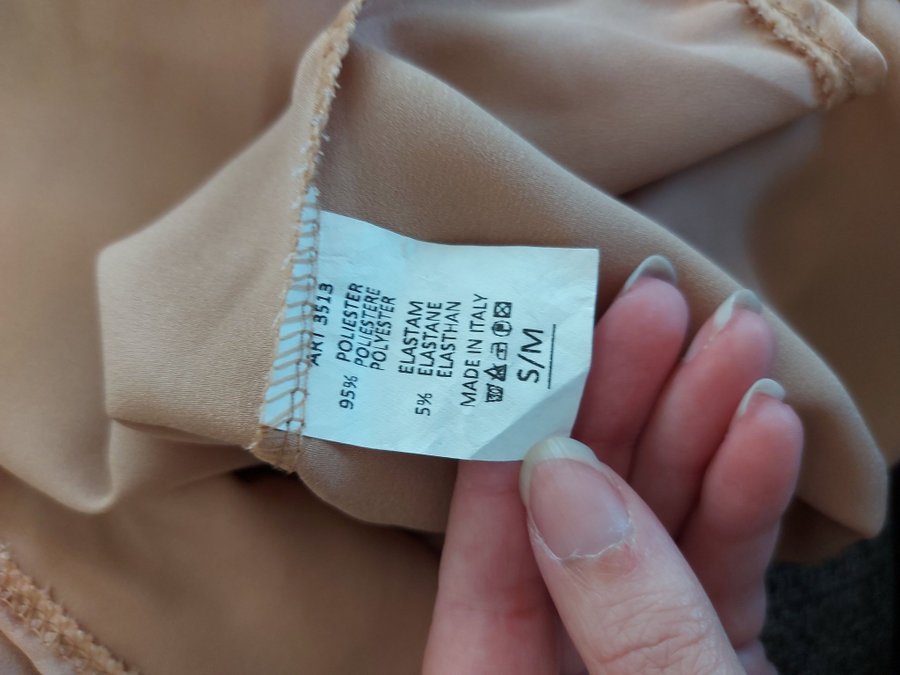 ART 3513
95% POLIESTER
POLIESTERE
POLYESTER
ELASTAM
5% ELASTANE
ELASTHAN
MADE IN ITALY
S/M